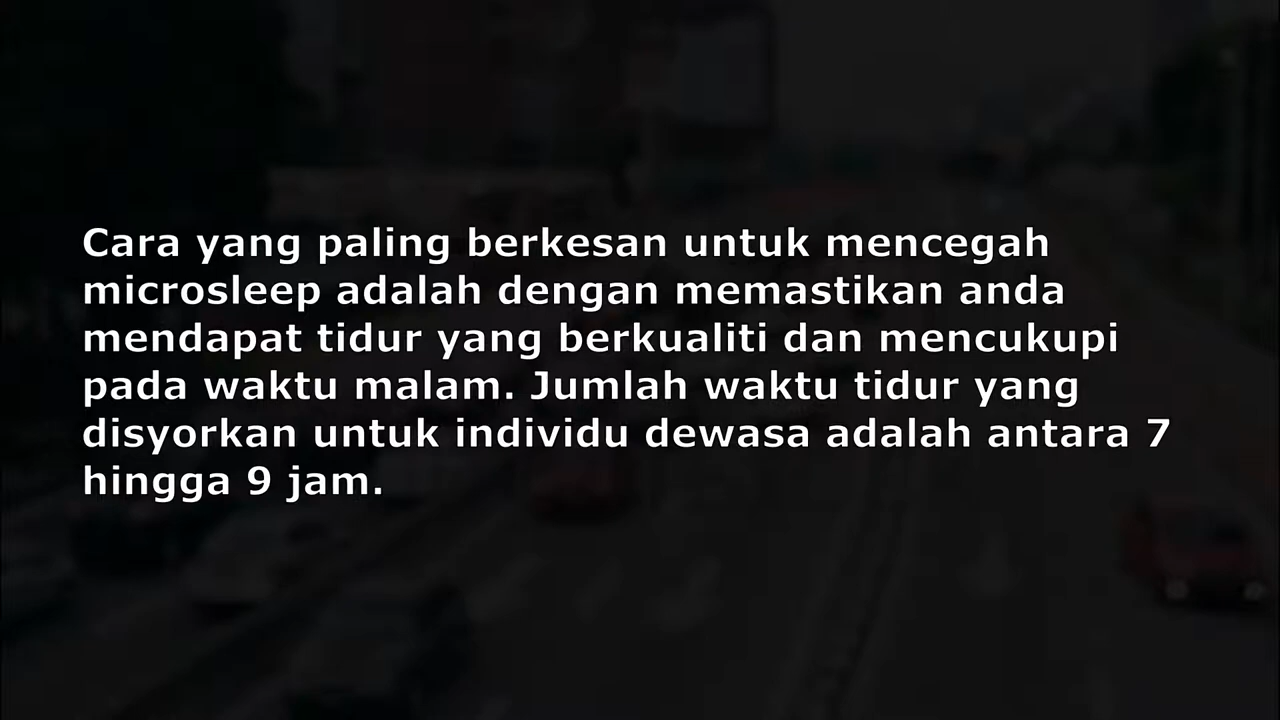 Cara yang paling berkesan untuk mencegah
microsleep adalah dengan memastikan anda
mendapat tidur yang berkualiti dan mencukupi
pada waktu malam. Jumlah waktu tidur yang
disyorkan untuk individu dewasa adalah antara 7
hingga 9 jam.